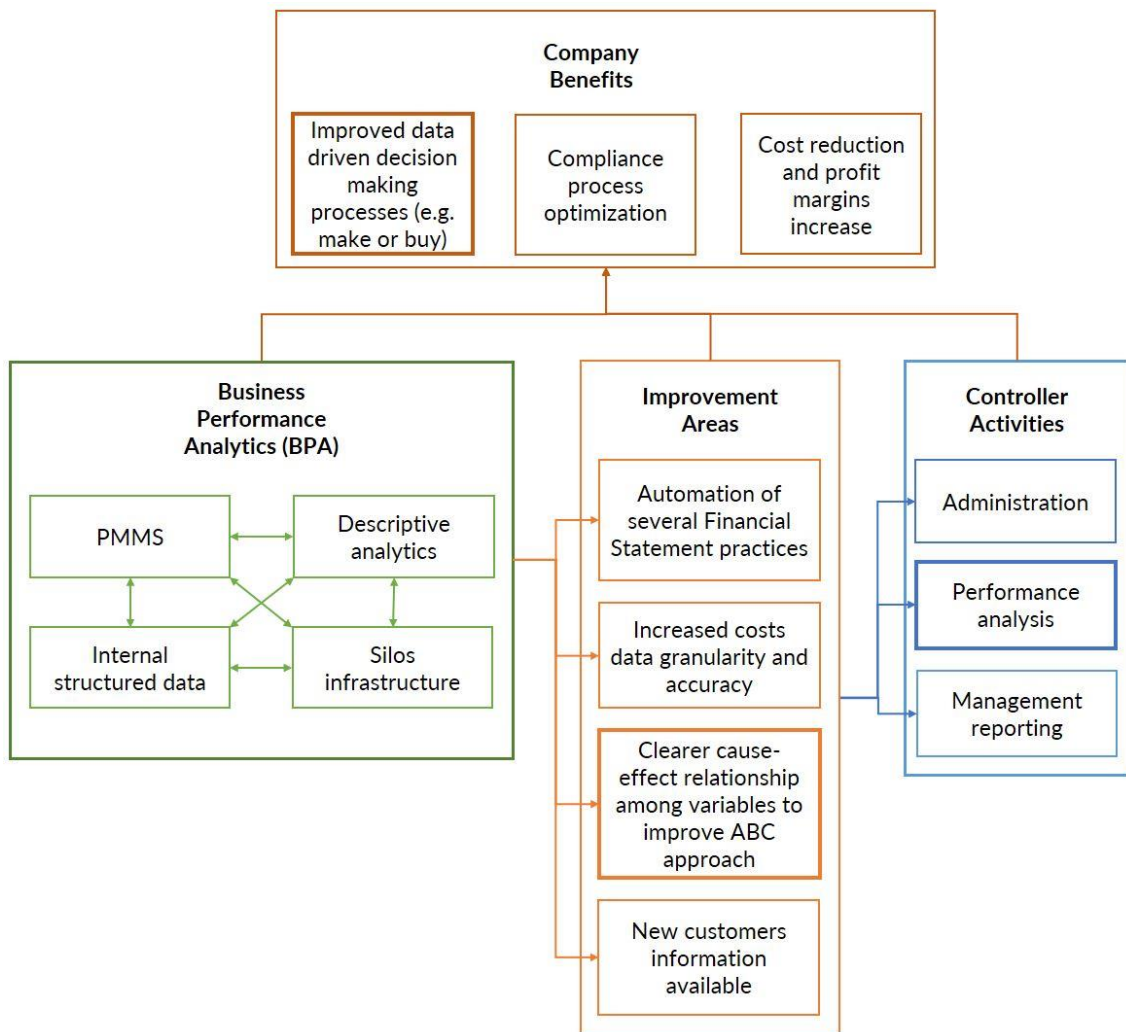 Company
Benefits
Improved data
driven decision
making
processes (e.g.
make or buy)
Compliance
process
optimization
Cost reduction
and profit
margins
increase
Business
Performance
Analytics (BPA)
PMMS
Descriptive
analytics
Internal
structured data
Silos
infrastructure
Improvement
Areas
Automation of
several Financial
Statement practices
Increased costs
data granularity and
accuracy
Clearer cause-
effect relationship
among variables to
improve ABC
approach
New customers
information
available
Controller
Activities
Administration
Performance
analysis
Management
reporting